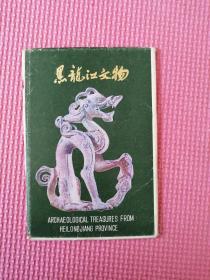 黑龍江文物
ARCHAEOLOGICAL TREASURES FROM
HEILONGJIANG PROVINCE